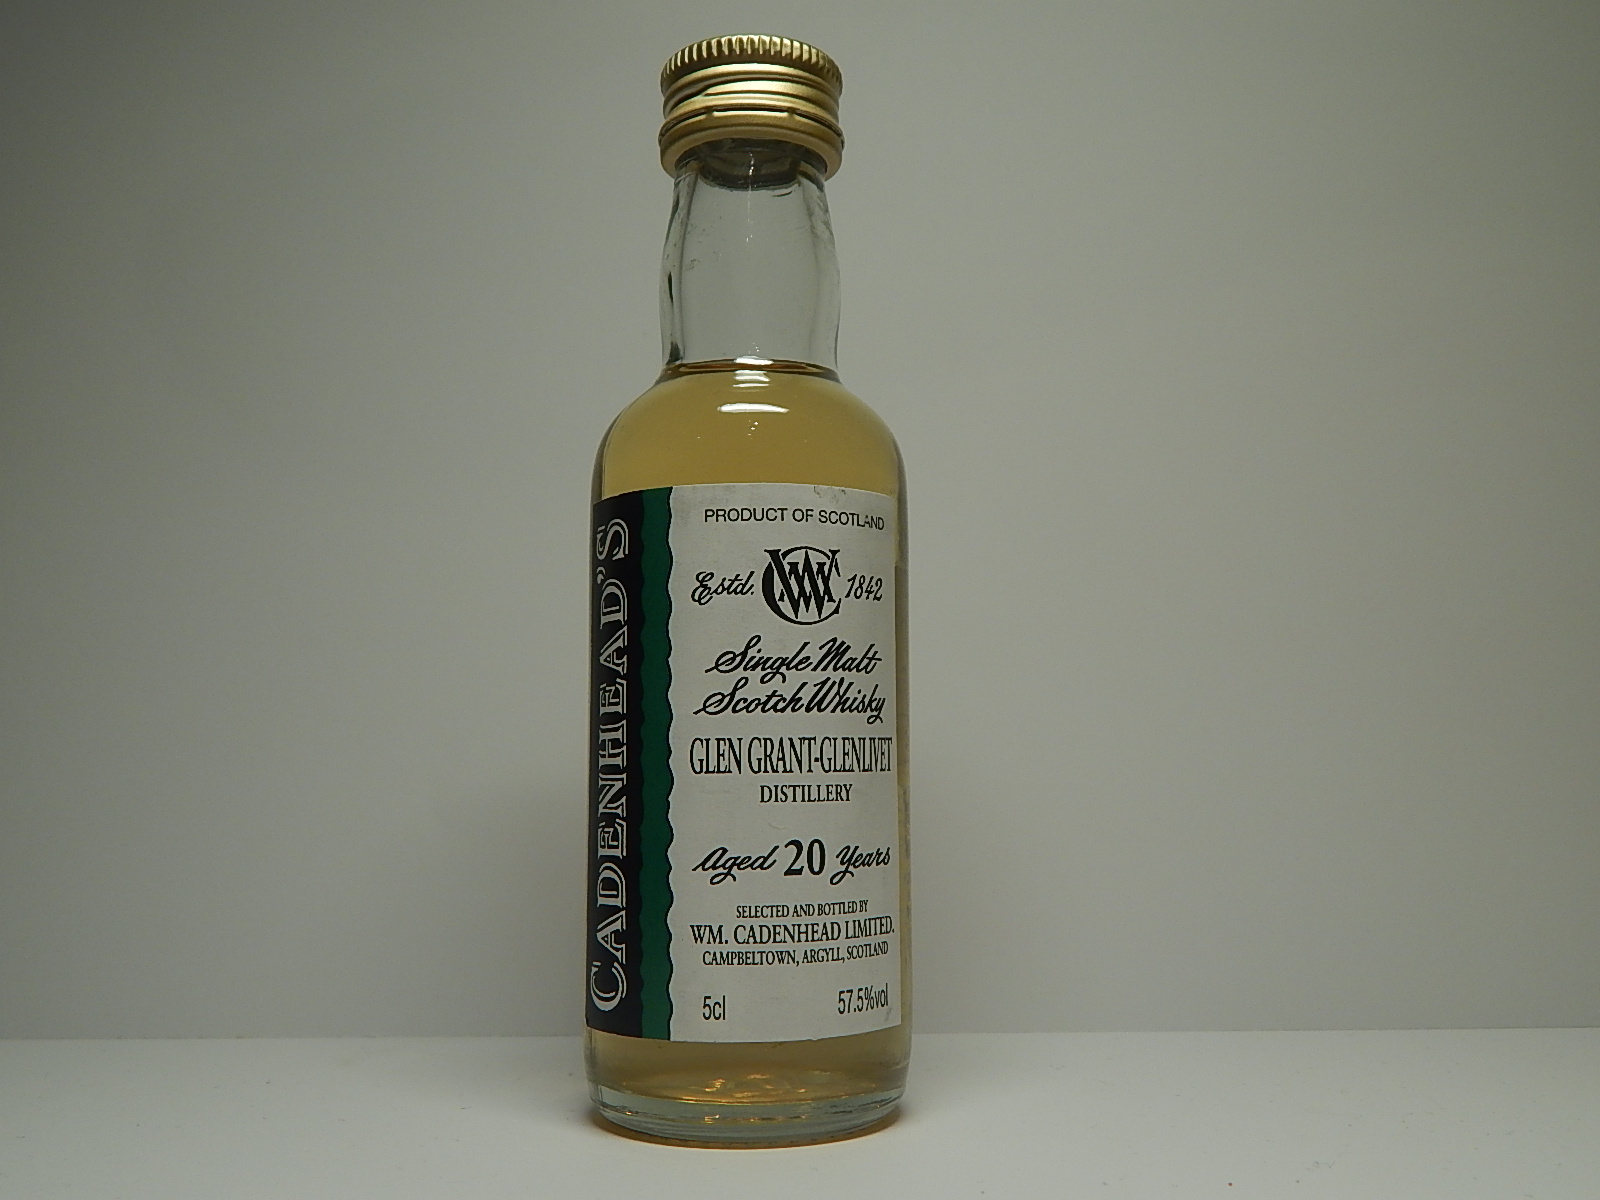 CADENHEAD'S
PRODUCT OF SCOTLAND
Estd. WC 1842
Single Malt
Scotch Whisky
GLEN GRANT-GLENLIVET
DISTILLERY
Aged 20 Years
SELECTED AND BOTTLED BY
WM. CADENHEAD LIMITED.
CAMPBELTOWN, ARGYLL, SCOTLAND
5cl 57.5%vol